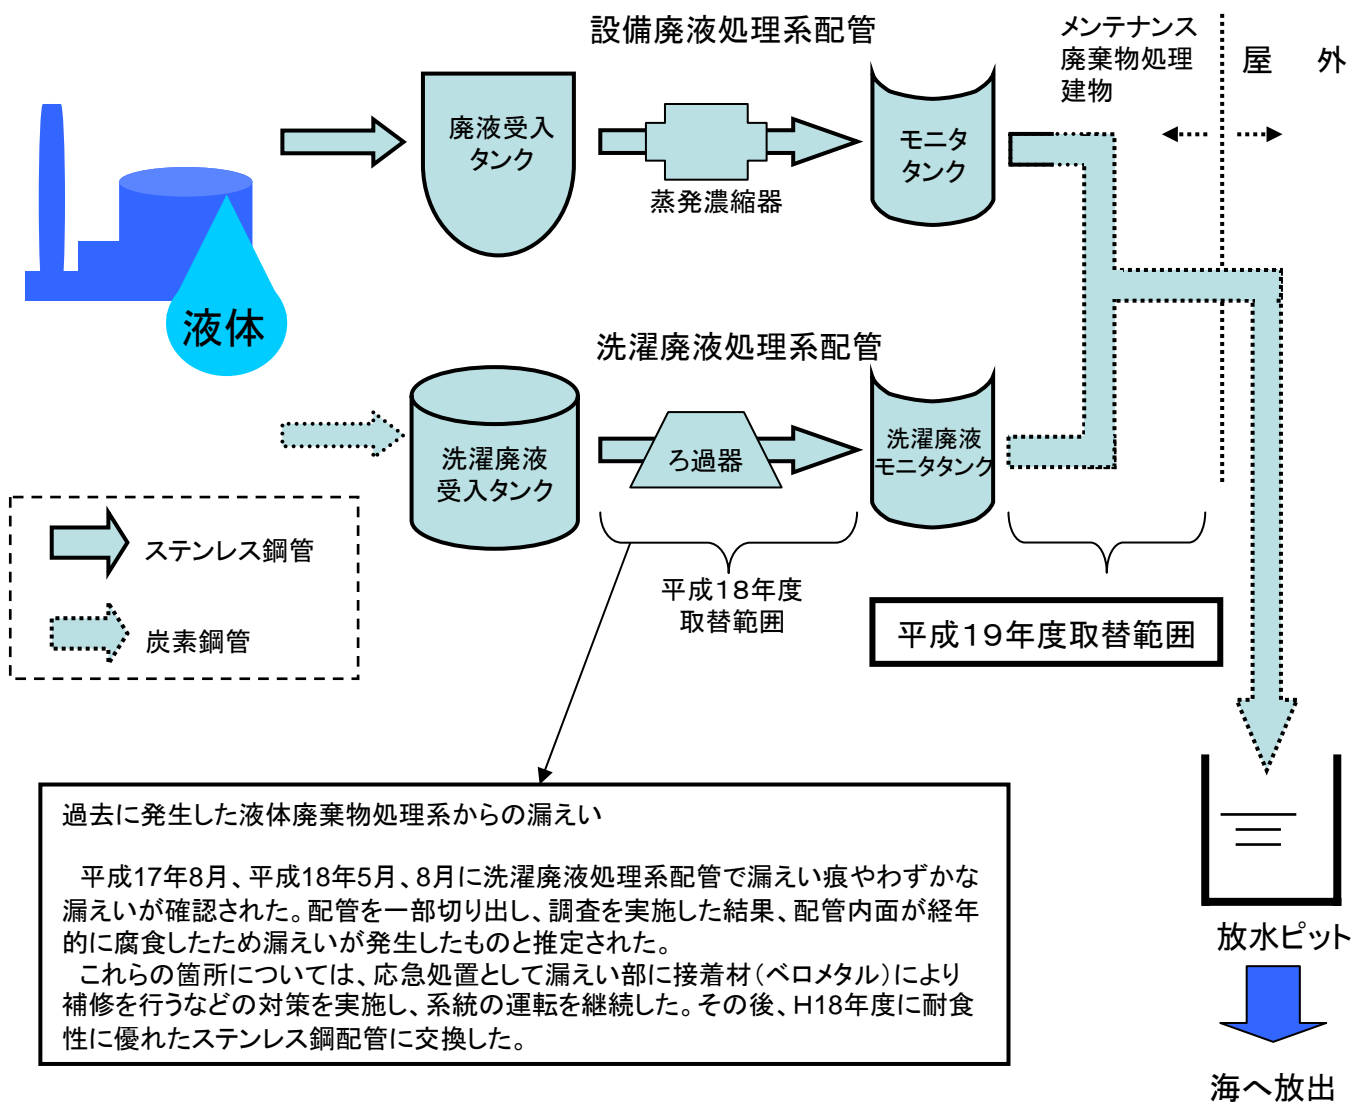 設備廃液処理系配管
メンテナンス
廃棄物処理
建物
屋　外
廃液受入
タンク
蒸発濃縮器
モニタ
タンク
液体
洗濯廃液処理系配管
洗濯廃液
受入タンク
ろ過器
洗濯廃液
モニタタンク
ステンレス鋼管
炭素鋼管
平成18年度
取替範囲
平成19年度取替範囲
過去に発生した液体廃棄物処理系からの漏えい
平成17年8月、平成18年5月、8月に洗濯廃液処理系配管で漏えい痕やわずかな
漏えいが確認された。配管を一部切り出し、調査を実施した結果、配管内面が経年
的に腐食したため漏えいが発生したものと推定された。
これらの箇所については、応急処置として漏えい部に接着材（ベロメタル）により
補修を行うなどの対策を実施し、系統の運転を継続した。その後、H18年度に耐食
性に優れたステンレス鋼配管に交換した。
放水ピット
海へ放出